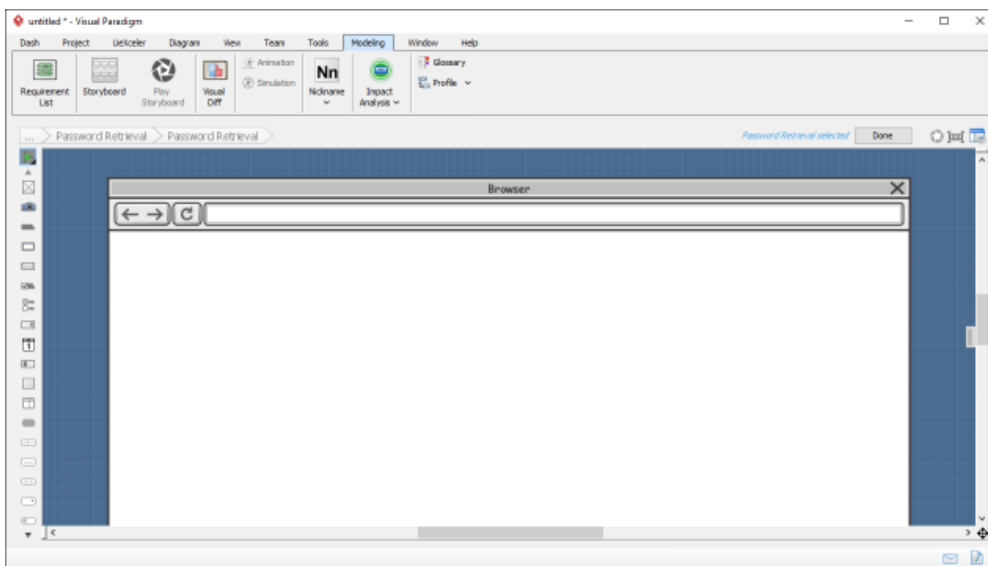 untitled * - Visual Paradigm
Dash Project UeXceler Diagram View Team Tools Modeling Window Help
Requirement List
Storyboard
Play Storyboard
Visual Diff
Animation
Simulation
Nn
Nickname
Impact Analysis
Glossary
Profile
... Password Retrieval Password Retrieval
Password Retrieval selected Done
Browser